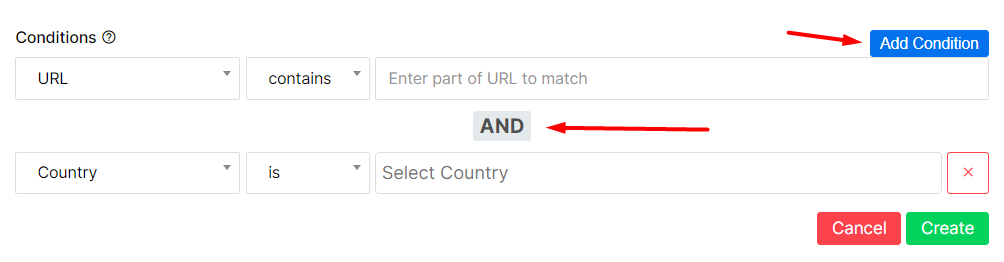 Conditions ?
Add Condition
URL contains Enter part of URL to match
AND
Country is Select Country ×
Cancel Create